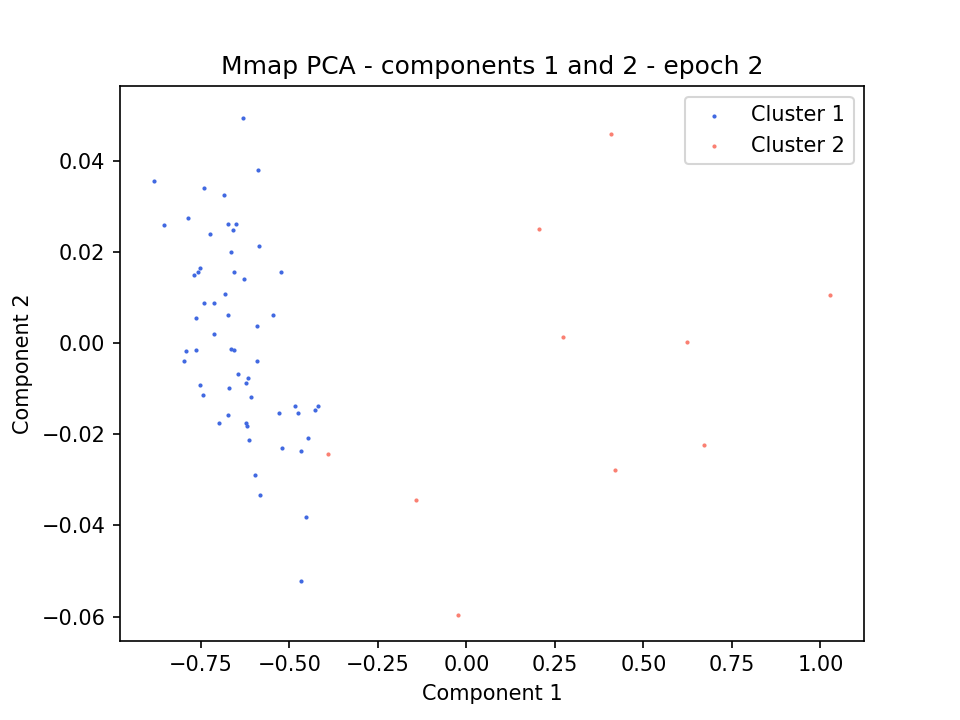 Mmap PCA - components 1 and 2 - epoch 2
Cluster 1
Cluster 2
0.04
0.02
0.00
−0.02
−0.04
−0.06
Component 2
−0.75 −0.50 −0.25 0.00 0.25 0.50 0.75 1.00
Component 1